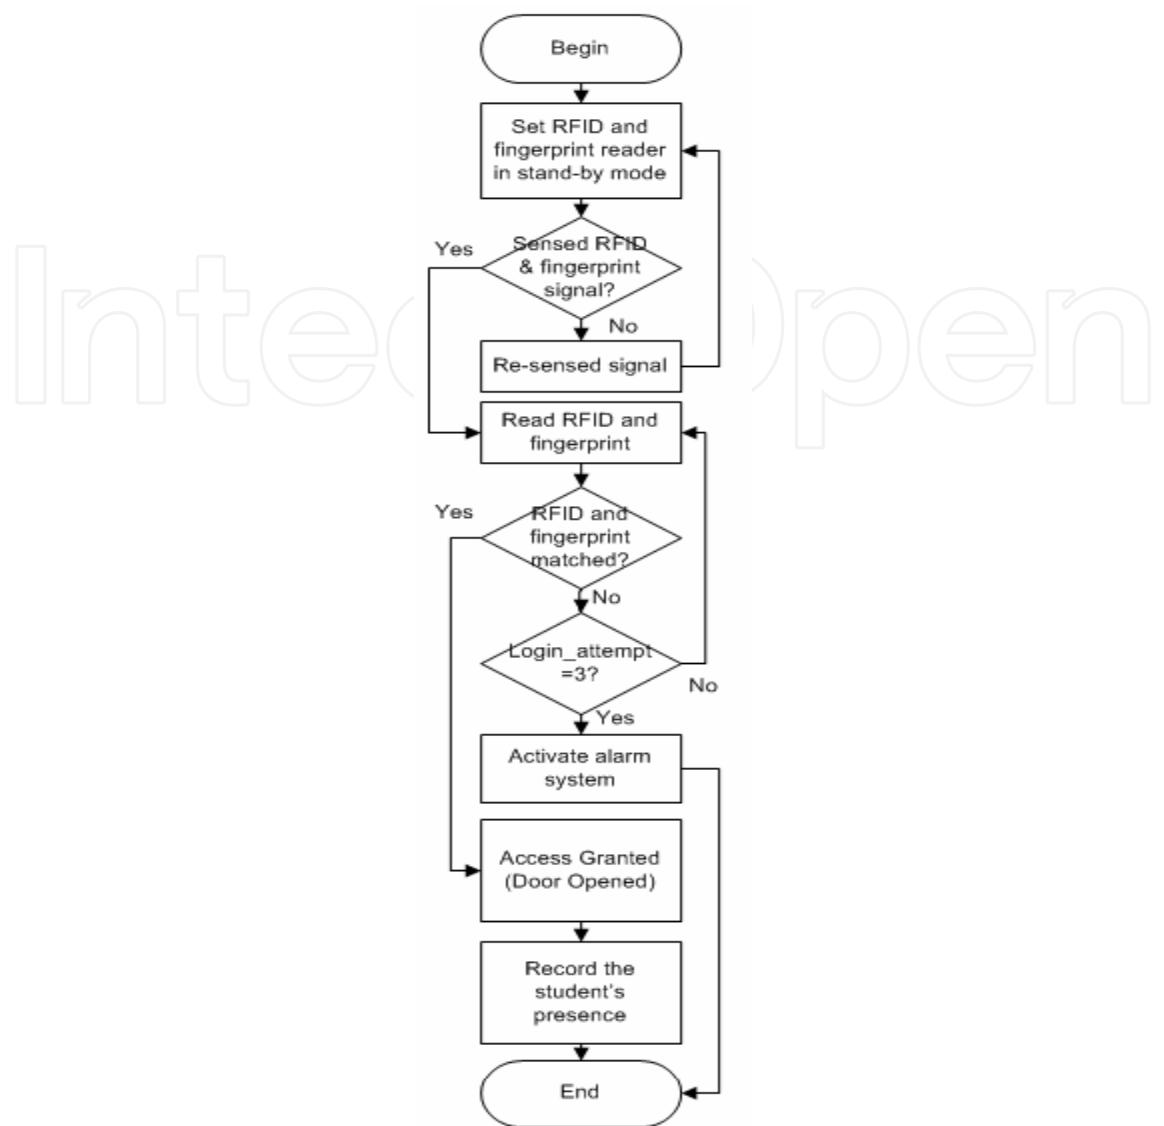 Begin
Set RFID and
fingerprint reader
in stand-by mode
Yes
Sensed RFID
& fingerprint
signal?
No
Re-sensed signal
Read RFID and
fingerprint
Yes
RFID and
fingerprint
matched?
No
Login_attempt
=3?
No
Yes
Activate alarm
system
Access Granted
(Door Opened)
Record the
student's
presence
End